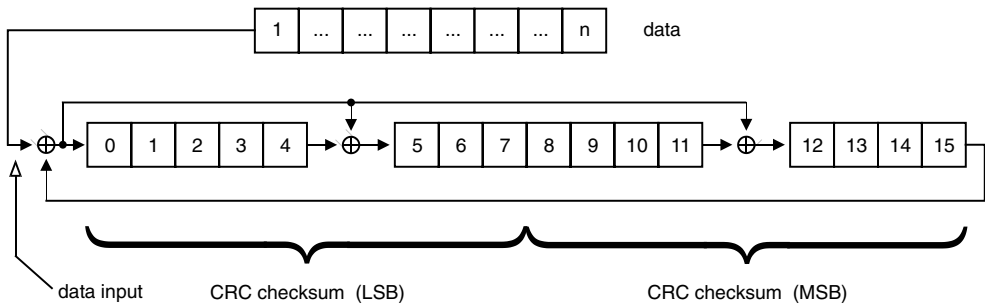 1 ... ... ... ... ... ... n data
0 1 2 3 4 5 6 7 8 9 10 11 12 13 14 15
data input CRC checksum (LSB) CRC checksum (MSB)